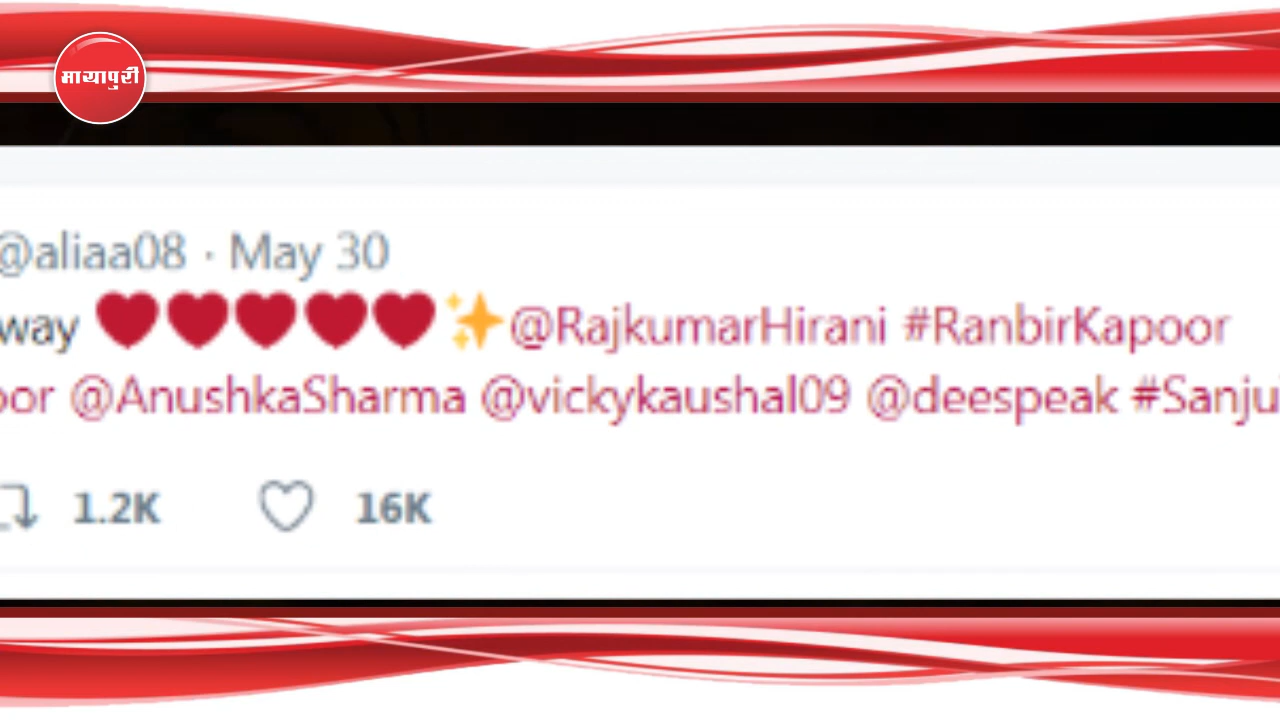 मायापुरी
@aliaa08 · May 30
way ❤❤❤❤❤✨@RajkumarHirani #RanbirKapoor
oor @AnushkaSharma @vickykaushal09 @deespeak #Sanju
1.2K 16K